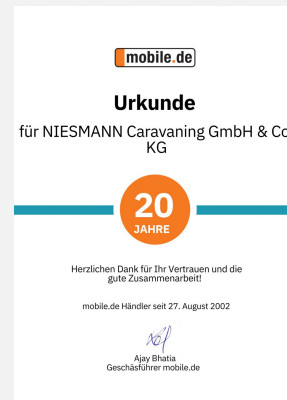 mobile.de
Urkunde
für NIESMANN Caravaning GmbH & Co
KG
20
JAHRE
Herzlichen Dank für Ihr Vertrauen und die
gute Zusammenarbeit!
mobile.de Händler seit 27. August 2002
Ajay Bhatia
Geschäsführer mobile.de